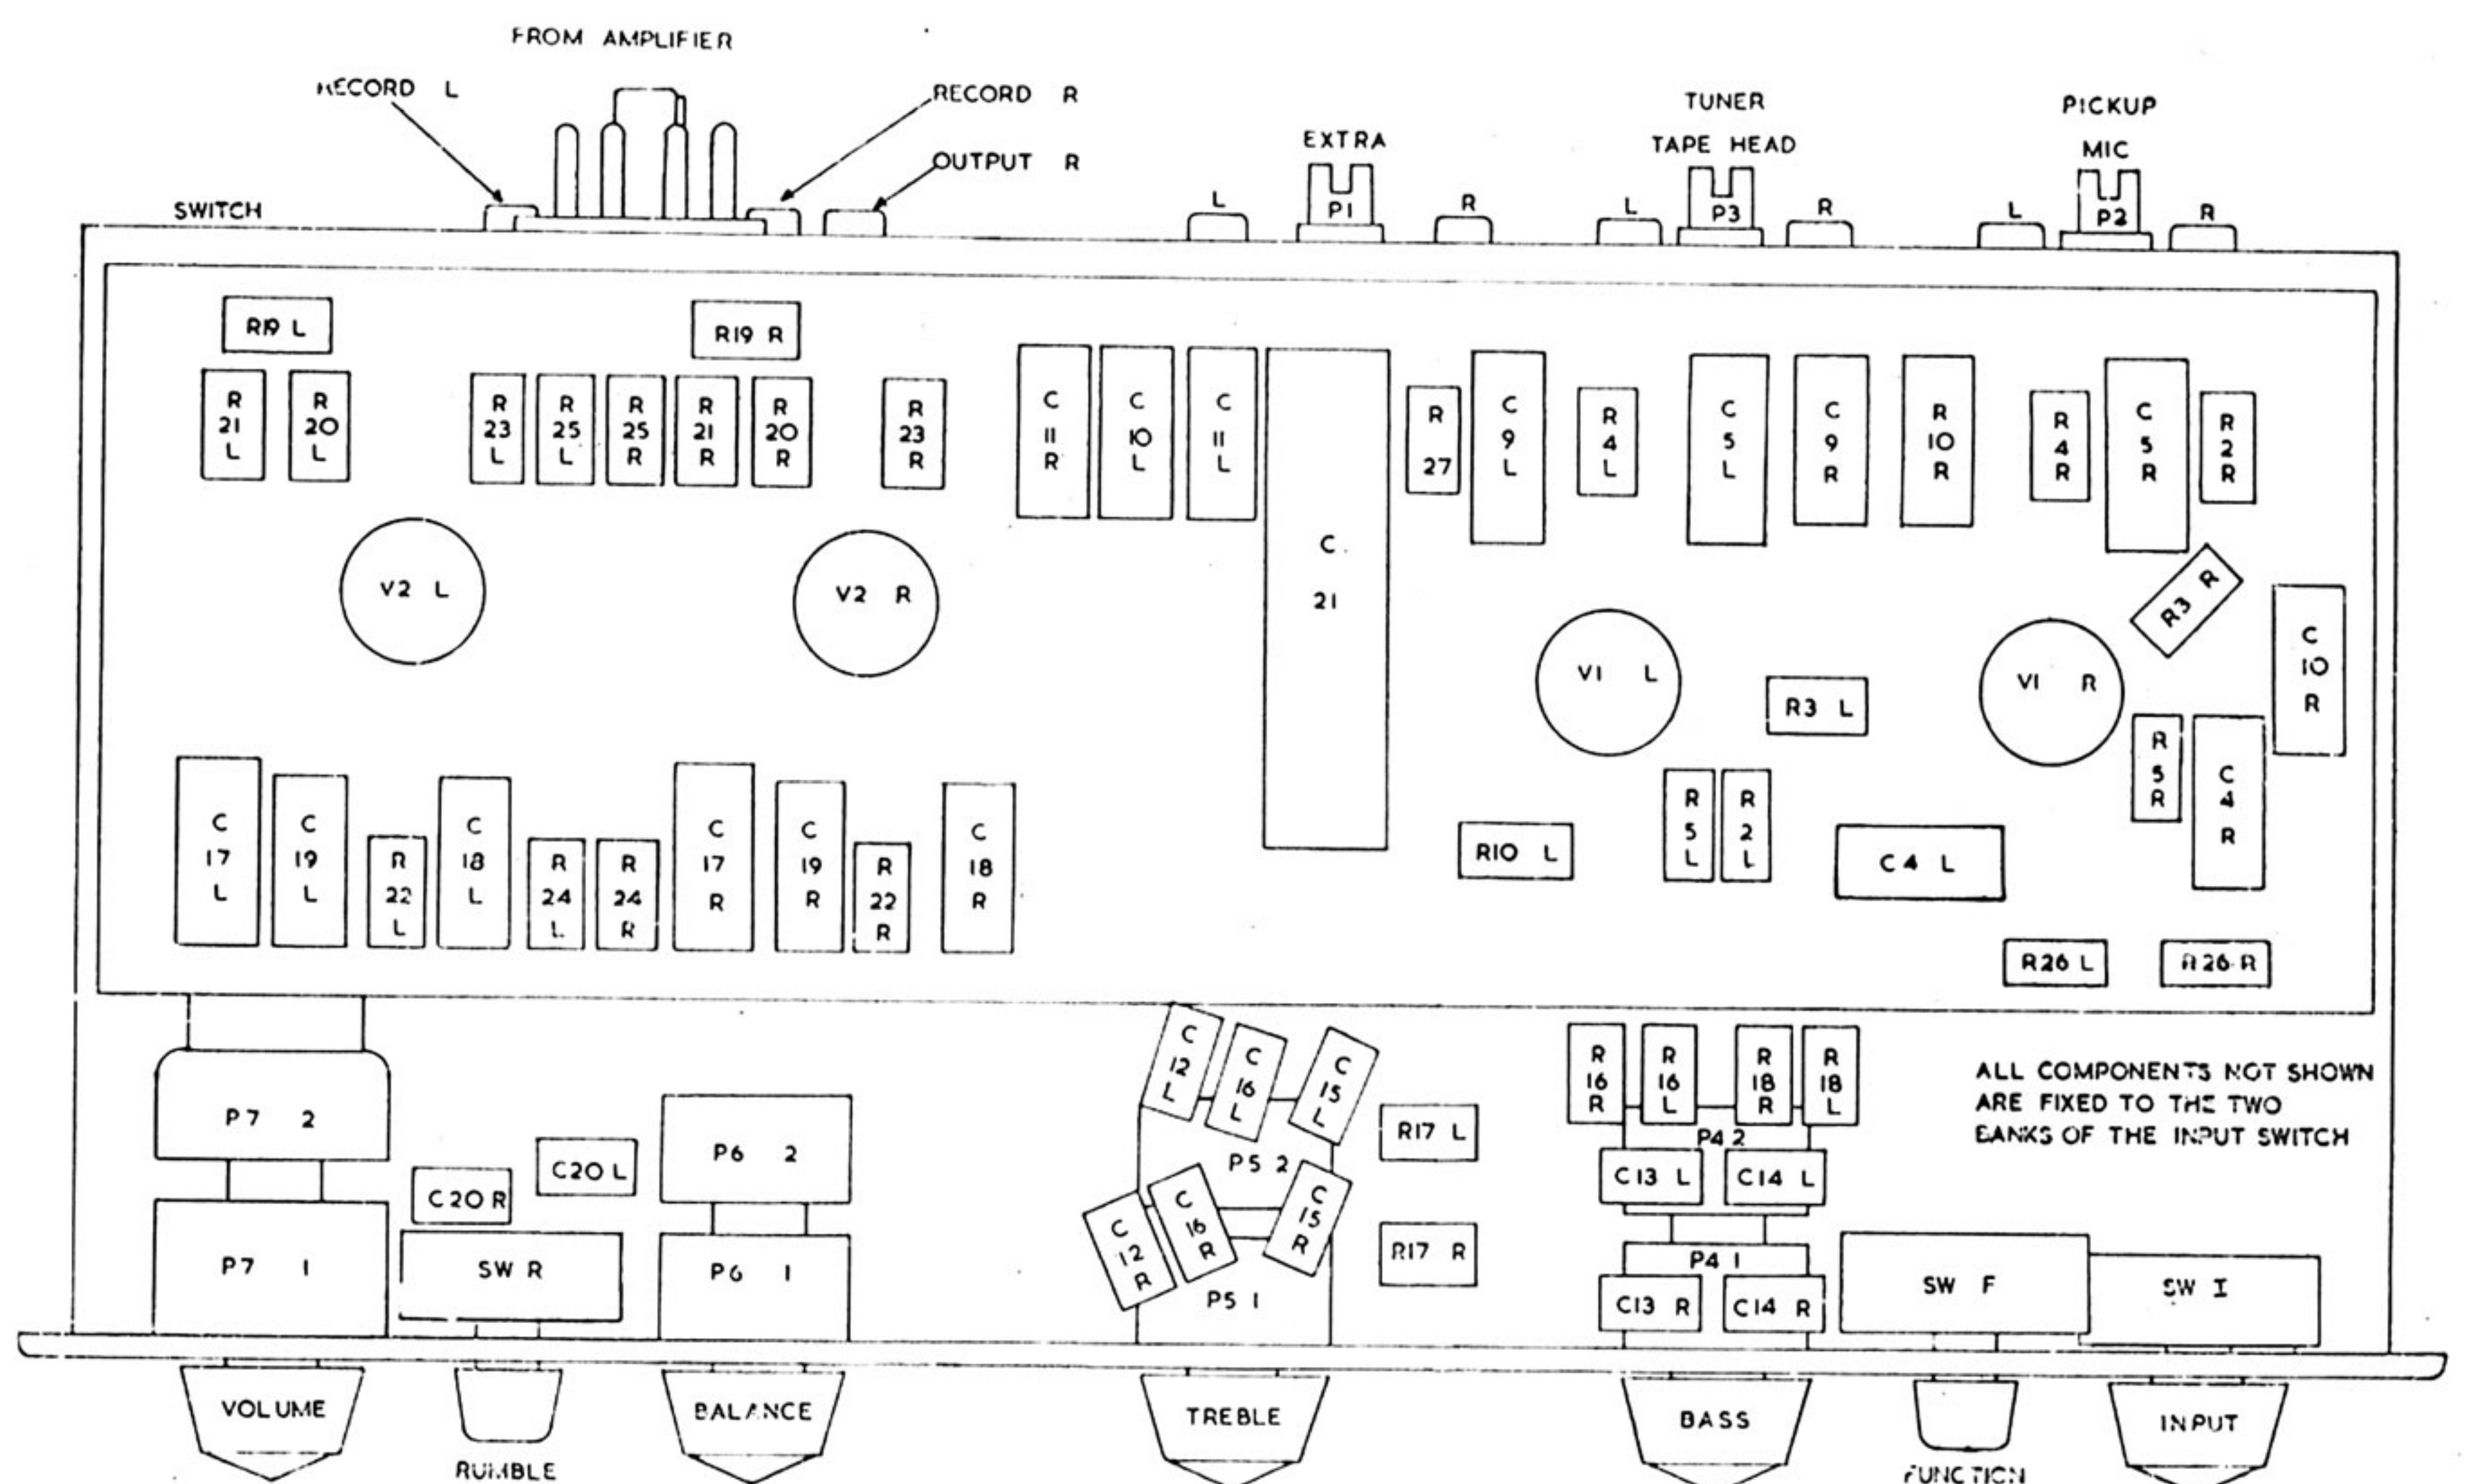 FROM AMPLIFIER
RECORD L
RECORD R
OUTPUT R
SWITCH
EXTRA
TUNER
TAPE HEAD
PICKUP
MIC
L
P1
R
L
P3
R
L
P2
R
R19 L
R19 R
R 21 L
R 20 L
R 23 L
R 25 L
R 25 R
R 21 R
R 20 R
R 23 R
C 11 R
C 10 L
C 11 L
C 21
R 27
C 9 L
R 4 L
C 5 L
C 9 R
R 10 R
R 4 R
C 5 R
R 2 R
V2 L
V2 R
V1 L
V1 R
R3 R
C 10 R
R3 L
R 5 R
C 4 R
C 17 L
C 19 L
R 22 L
C 18 L
R 24 L
R 24 R
C 17 R
C 19 R
R 22 R
C 18 R
R10 L
R 5 L
R 2 L
C4 L
R26 L
R26 R
C 12 L
C 16 L
C 15 L
R 16 R
R 16 L
R 18 R
R 18 L
ALL COMPONENTS NOT SHOWN
ARE FIXED TO THE TWO
BANKS OF THE INPUT SWITCH
P7 2
P6 2
P5 2
R17 L
P4 2
C20 R
C20 L
C13 L
C14 L
C 12 R
C 16 R
C 15 R
R17 R
P7 1
SW R
P6 1
P5 1
P4 1
C13 R
C14 R
SW F
SW I
VOLUME
RUMBLE
BALANCE
TREBLE
BASS
FUNCTION
INPUT